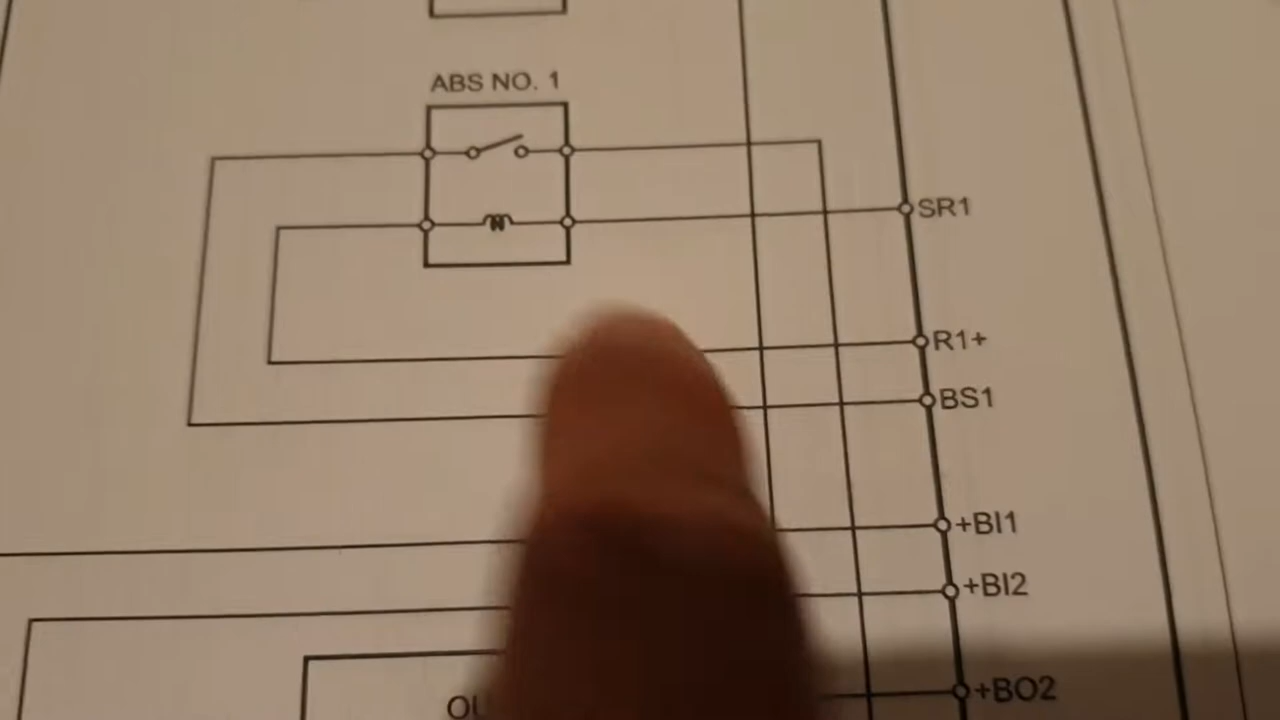 ABS NO. 1
SR1
R1+
BS1
+BI1
+BI2
+BO2